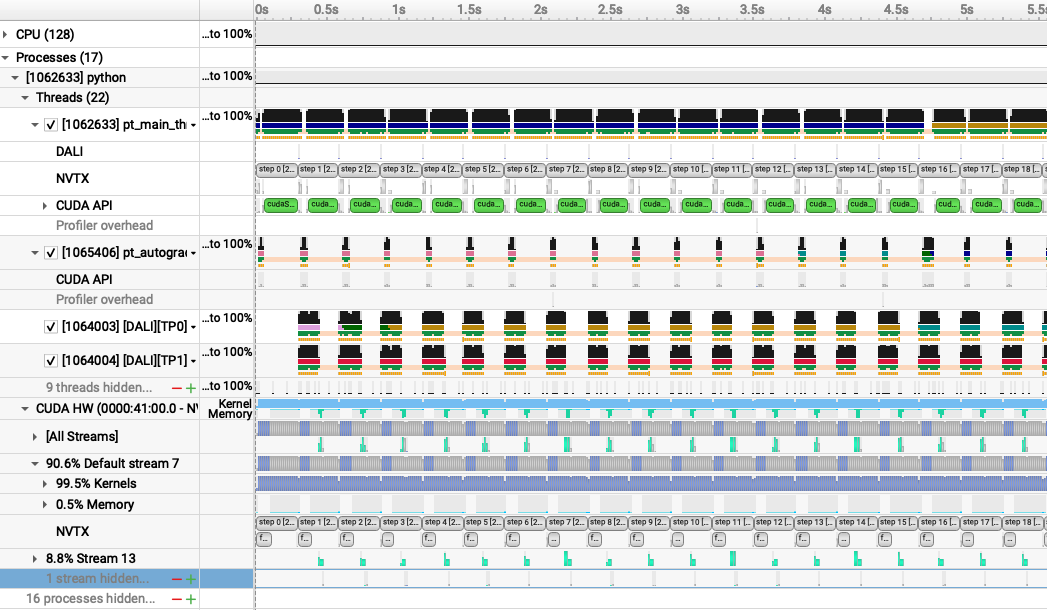 0s 0.5s 1s 1.5s 2s 2.5s 3s 3.5s 4s 4.5s 5s 5.5s
CPU (128) ...to 100%
Processes (17)
[1062633] python ...to 100%
Threads (22)
[1062633] pt_main_th ...to 100%
DALI
NVTX step 0 [2... step 1 [2... step 2 [2... step 3 [2... step 4 [2... step 5 [2... step 6 [2... step 7 [2... step 8 [2... step 9 [2... step 10 [... step 11 [... step 12 [... step 13 [... step 14 [... step 15 [... step 16 [... step 17 [... step 18 [...
CUDA API cudaS... cuda... cuda... cuda... cuda... cuda... cuda... cuda... cuda... cuda... cuda... cuda... cuda... cuda... cuda... cuda... cuda... cuda... cuda...
Profiler overhead
[1065406] pt_autogra ...to 100%
CUDA API
Profiler overhead
[1064003] [DALI][TP0] ...to 100%
[1064004] [DALI][TP1] ...to 100%
9 threads hidden... ...to 100%
CUDA HW (0000:41:00.0 - NV Kernel
Memory
[All Streams]
90.6% Default stream 7
99.5% Kernels
0.5% Memory
NVTX step 0 [2... step 1 [2... step 2 [2... step 3 [2... step 4 [2... step 5 [2... step 6 [2... step 7 [2... step 8 [2... step 9 [2... step 10 [... step 11 [... step 12 [... step 13 [... step 14 [... step 15 [... step 16 [... step 17 [... step 18 [...
f... f... f... ... f... f... f... ... f... f... ... f... f... f... ... f... f... f... f...
8.8% Stream 13
1 stream hidden...
16 processes hidden...